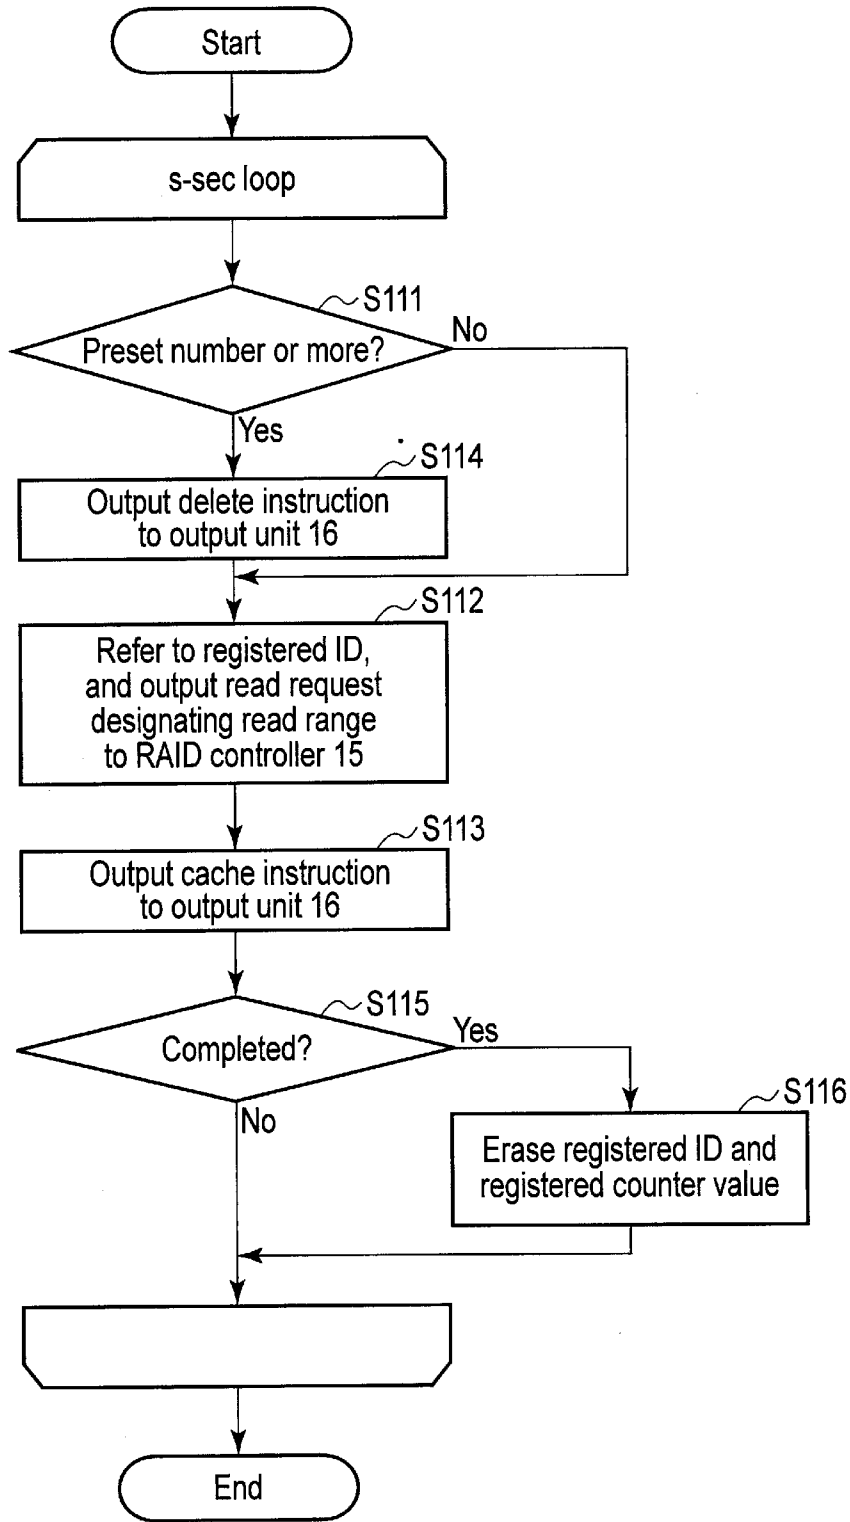 Start
s-sec loop
S111
Preset number or more?
No
Yes
S114
Output delete instruction
to output unit 16
S112
Refer to registered ID,
and output read request
designating read range
to RAID controller 15
S113
Output cache instruction
to output unit 16
S115
Completed?
Yes
No
S116
Erase registered ID and
registered counter value
End